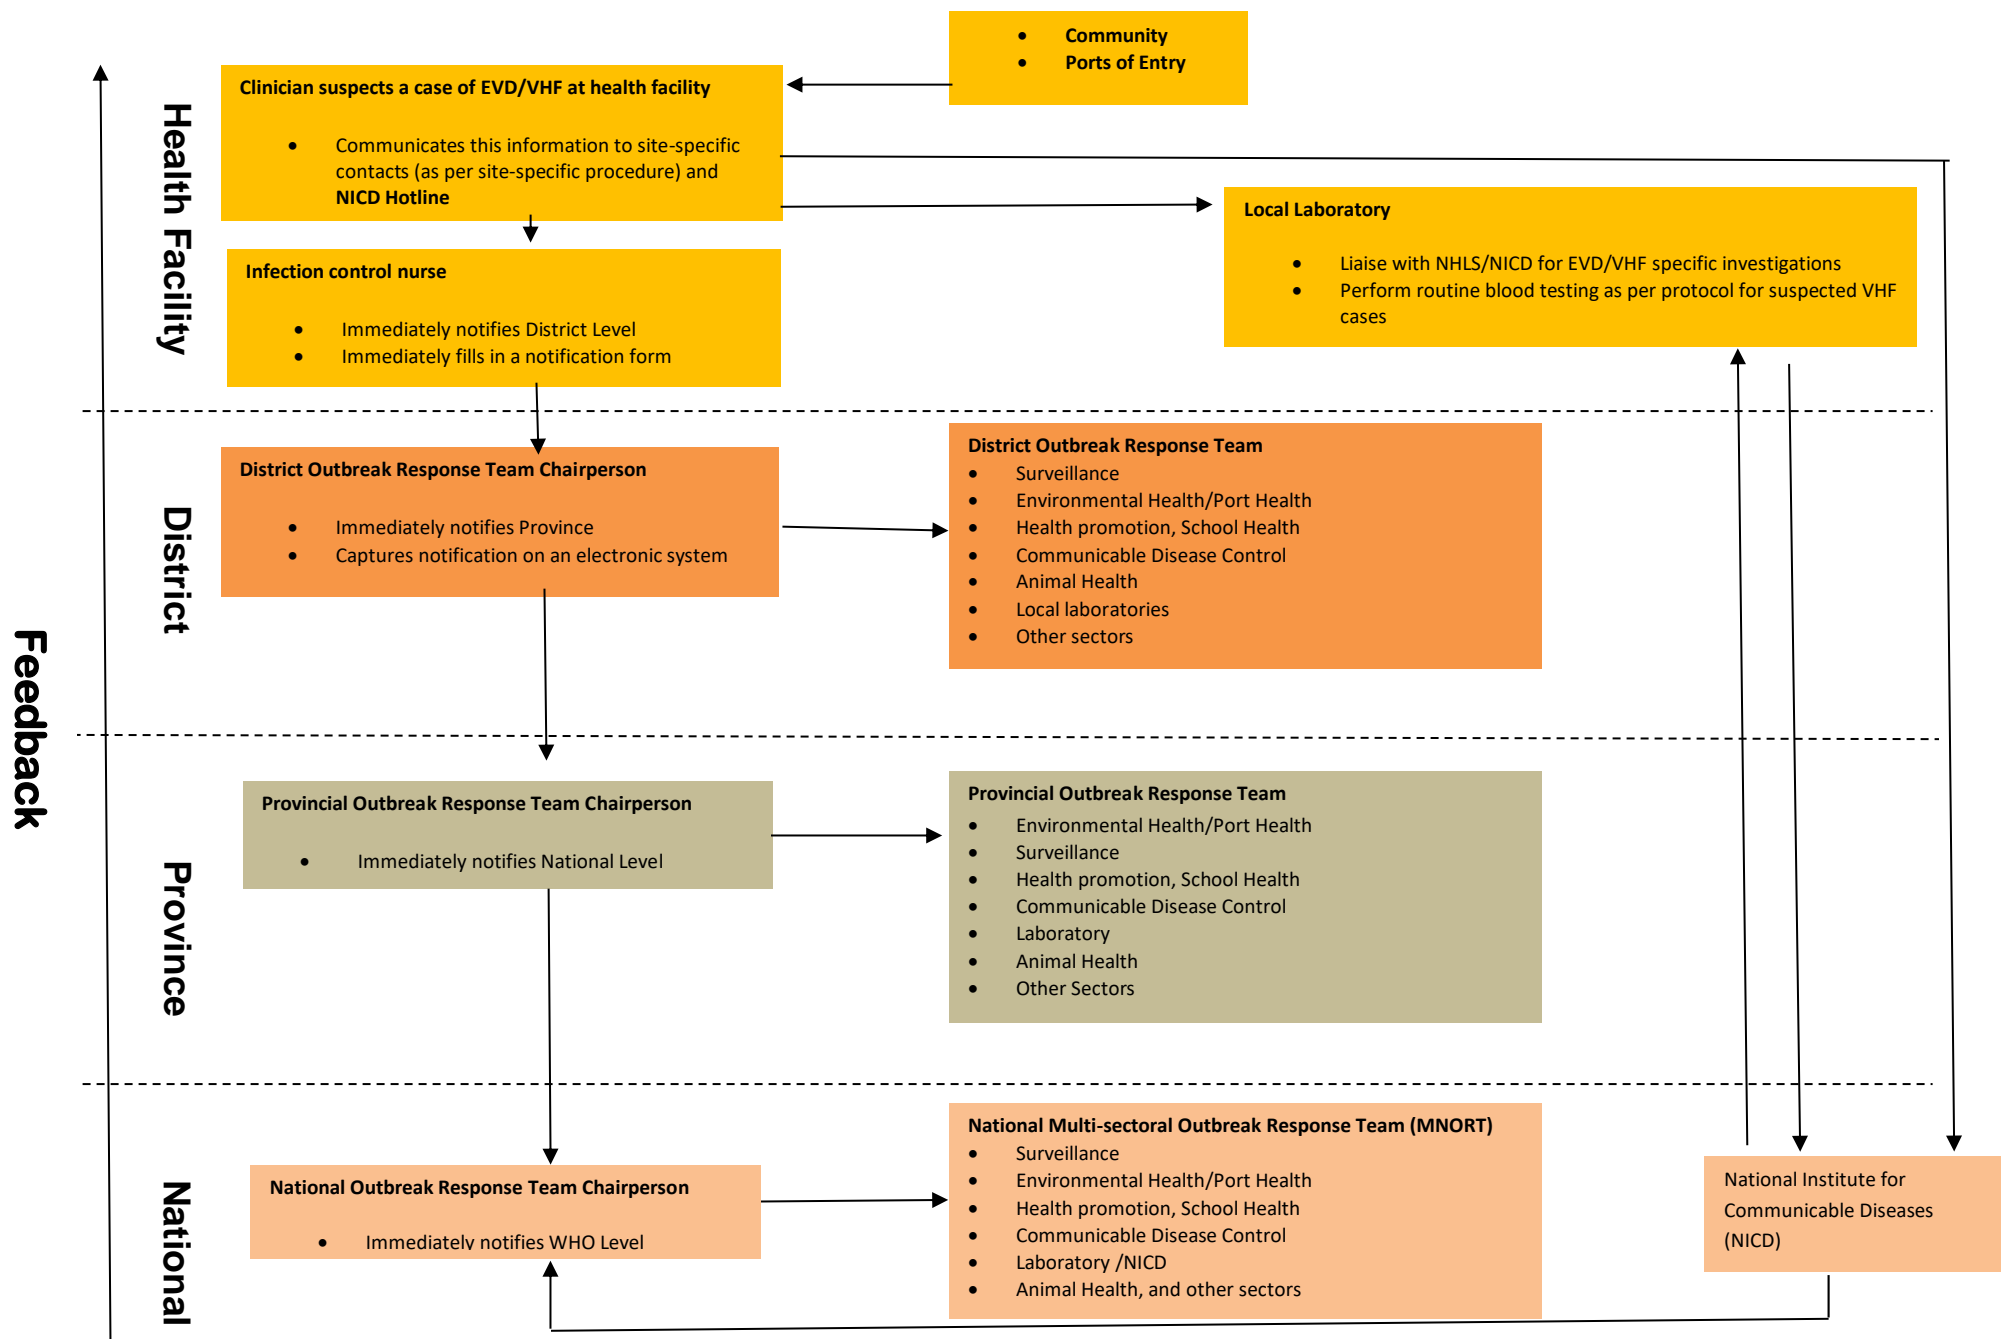 Community
Ports of Entry
Clinician suspects a case of EVD/VHF at health facility
Communicates this information to site-specific
contacts (as per site-specific procedure) and
NICD Hotline
Local Laboratory
Liaise with NHLS/NICD for EVD/VHF specific investigations
Perform routine blood testing as per protocol for suspected VHF
cases
Infection control nurse
Immediately notifies District Level
Immediately fills in a notification form
Health Facility
District Outbreak Response Team Chairperson
Immediately notifies Province
Captures notification on an electronic system
District Outbreak Response Team
Surveillance
Environmental Health/Port Health
Health promotion, School Health
Communicable Disease Control
Animal Health
Local laboratories
Other sectors
District
Feedback
Provincial Outbreak Response Team Chairperson
Immediately notifies National Level
Provincial Outbreak Response Team
Environmental Health/Port Health
Surveillance
Health promotion, School Health
Communicable Disease Control
Laboratory
Animal Health
Other Sectors
Province
National Outbreak Response Team Chairperson
Immediately notifies WHO Level
National Multi-sectoral Outbreak Response Team (MNORT)
Surveillance
Environmental Health/Port Health
Health promotion, School Health
Communicable Disease Control
Laboratory /NICD
Animal Health, and other sectors
National Institute for
Communicable Diseases
(NICD)
National